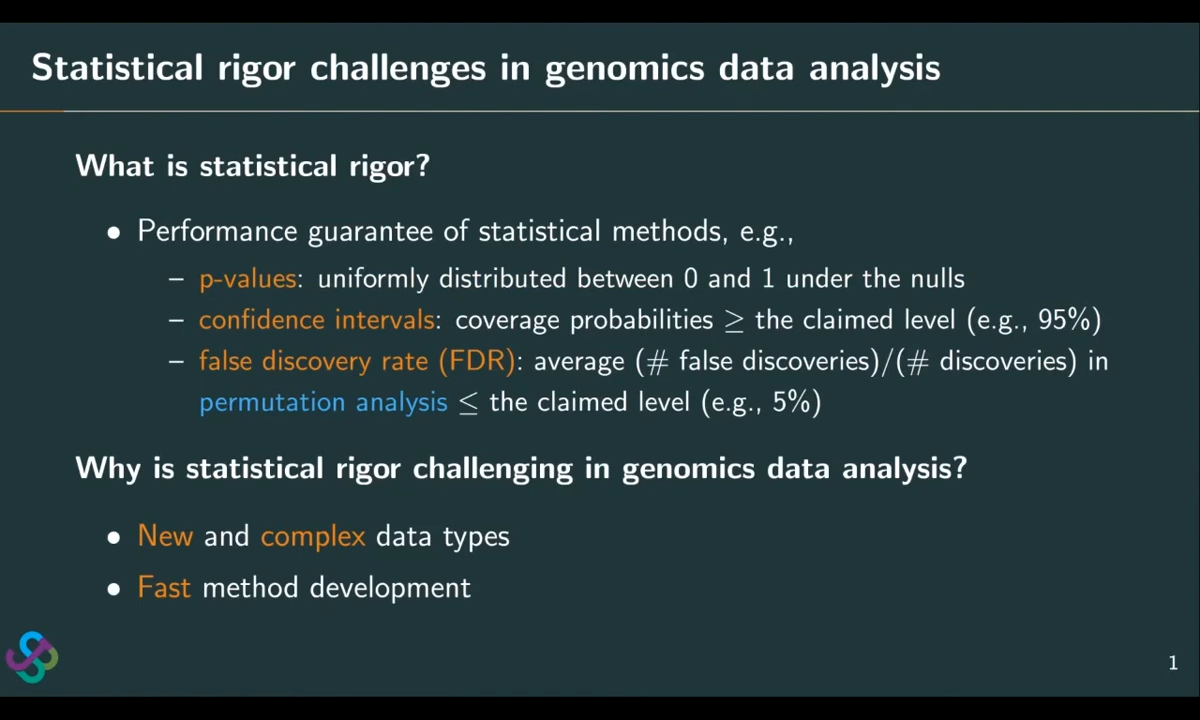 Statistical rigor challenges in genomics data analysis
What is statistical rigor?
• Performance guarantee of statistical methods, e.g.,
– p-values: uniformly distributed between 0 and 1 under the nulls
– confidence intervals: coverage probabilities ≥ the claimed level (e.g., 95%)
– false discovery rate (FDR): average (# false discoveries)/(# discoveries) in
permutation analysis ≤ the claimed level (e.g., 5%)
Why is statistical rigor challenging in genomics data analysis?
• New and complex data types
• Fast method development
1